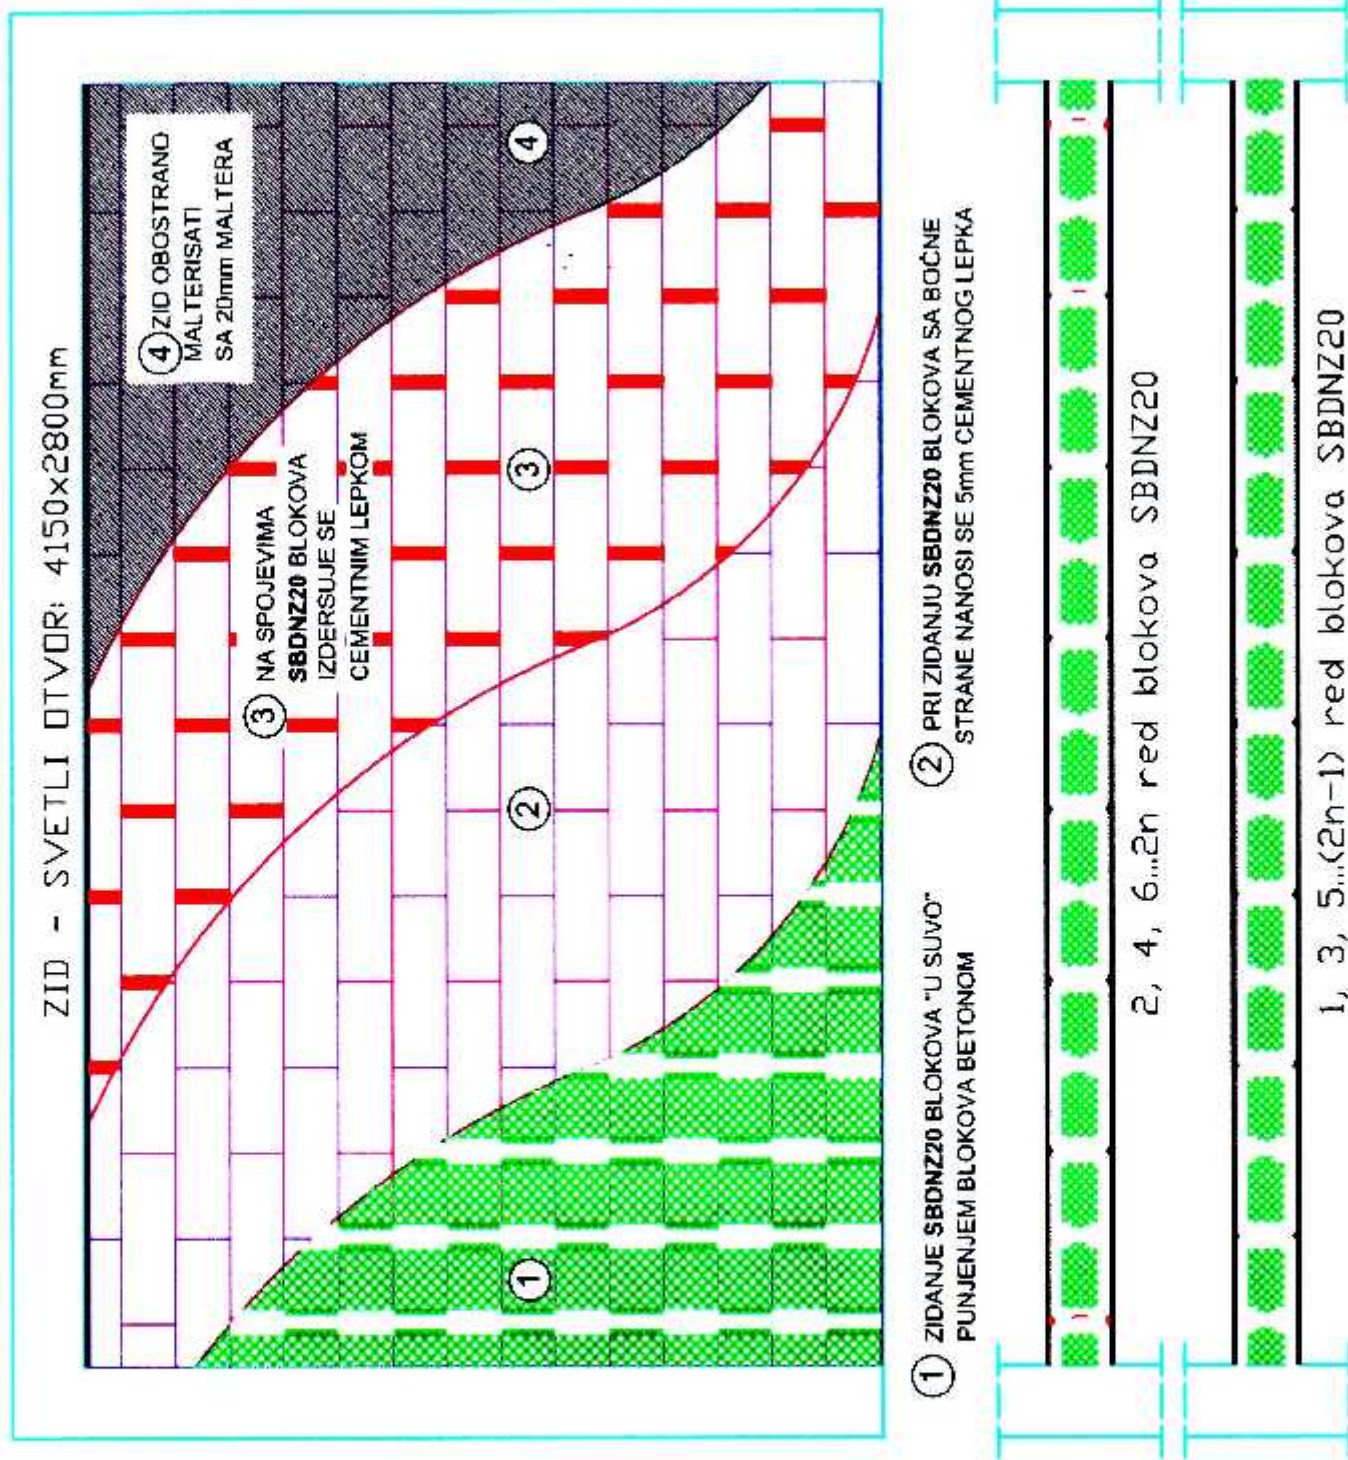 ZID - SVETLI OTVOR: 4150x2800mm
4 ZID OBOSTRANO
MALTERISATI
SA 20mm MALTERA
3 NA SPOJEVIMA
SBDNZ20 BLOKOVA
IZDERSUJE SE
CEMENTNIM LEPKOM
1
2
3
4
1 ZIDANJE SBDNZ20 BLOKOVA "U SUVO"
PUNJENJEM BLOKOVA BETONOM
2 PRI ZIDANJU SBDNZ20 BLOKOVA SA BOČNE
STRANE NANOSI SE 5mm CEMENTNOG LEPKA
2, 4, 6...2n red blokova SBDNZ20
1, 3, 5...(2n-1) red blokova SBDNZ20